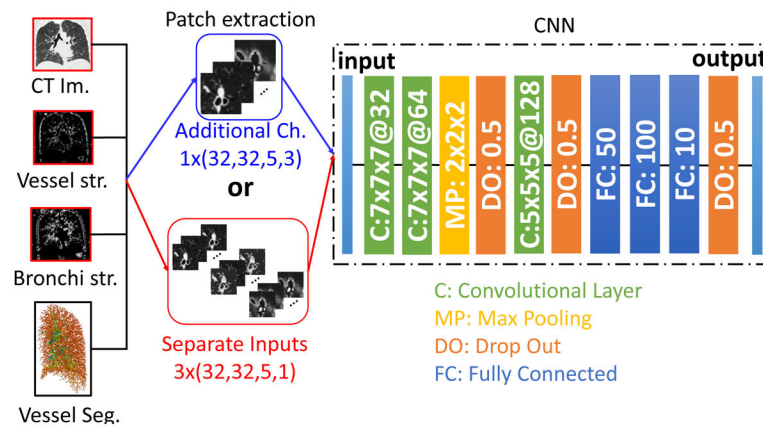 CT Im.
Vessel str.
Bronchi str.
Vessel Seg.
Patch extraction
Additional Ch.
1x(32,32,5,3)
or
Separate Inputs
3x(32,32,5,1)
CNN
input
output
C:7x7x7@32
C:7x7x7@64
MP: 2x2x2
DO: 0.5
C:5x5x5@128
DO: 0.5
FC: 50
FC: 100
FC: 10
DO: 0.5
C: Convolutional Layer
MP: Max Pooling
DO: Drop Out
FC: Fully Connected